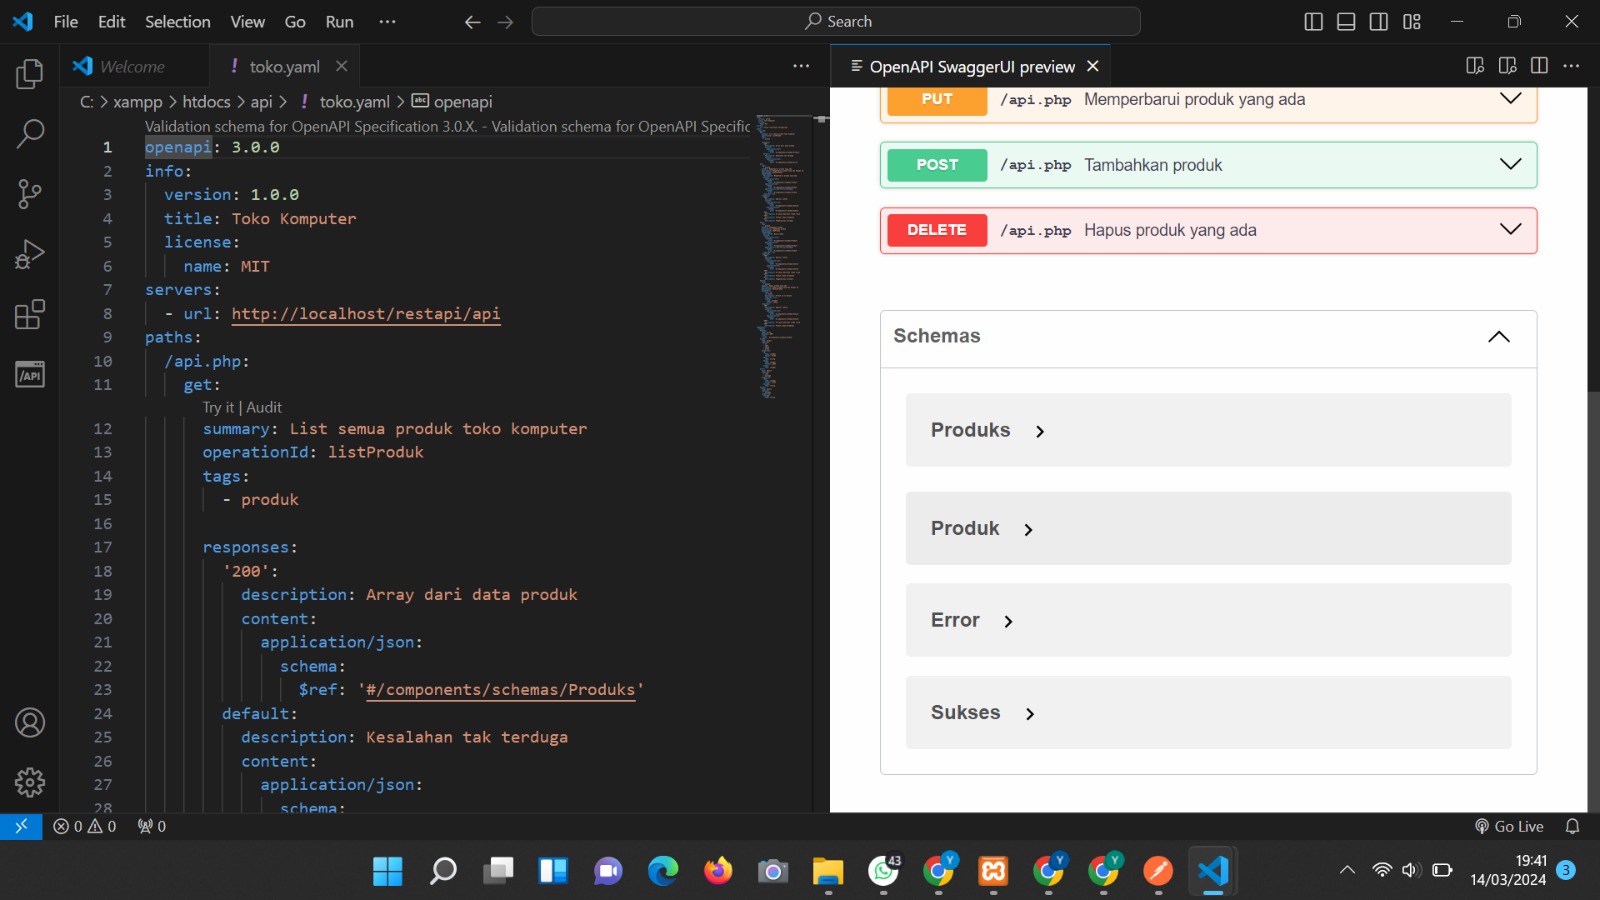 File Edit Selection View Go Run ··· Search
Welcome ! toko.yaml
C: > xampp > htdocs > api > ! toko.yaml > openapi
Validation schema for OpenAPI Specification 3.0.X. - Validation schema for OpenAPI Specific
1 openapi: 3.0.0
2 info:
3 version: 1.0.0
4 title: Toko Komputer
5 license:
6 name: MIT
7 servers:
8 - url: http://localhost/restapi/api
9 paths:
10 /api.php:
11 get:
Try it | Audit
12 summary: List semua produk toko komputer
13 operationId: listProduk
14 tags:
15 - produk
16
17 responses:
18 '200':
19 description: Array dari data produk
20 content:
21 application/json:
22 schema:
23 $ref: '#/components/schemas/Produks'
24 default:
25 description: Kesalahan tak terduga
26 content:
27 application/json:
28 schema:
OpenAPI SwaggerUI preview
PUT /api.php Memperbarui produk yang ada
POST /api.php Tambahkan produk
DELETE /api.php Hapus produk yang ada
Schemas
Produks >
Produk >
Error >
Sukses >
0 0 0 Go Live
/API
43 Y Y Y
19:41
14/03/2024 3